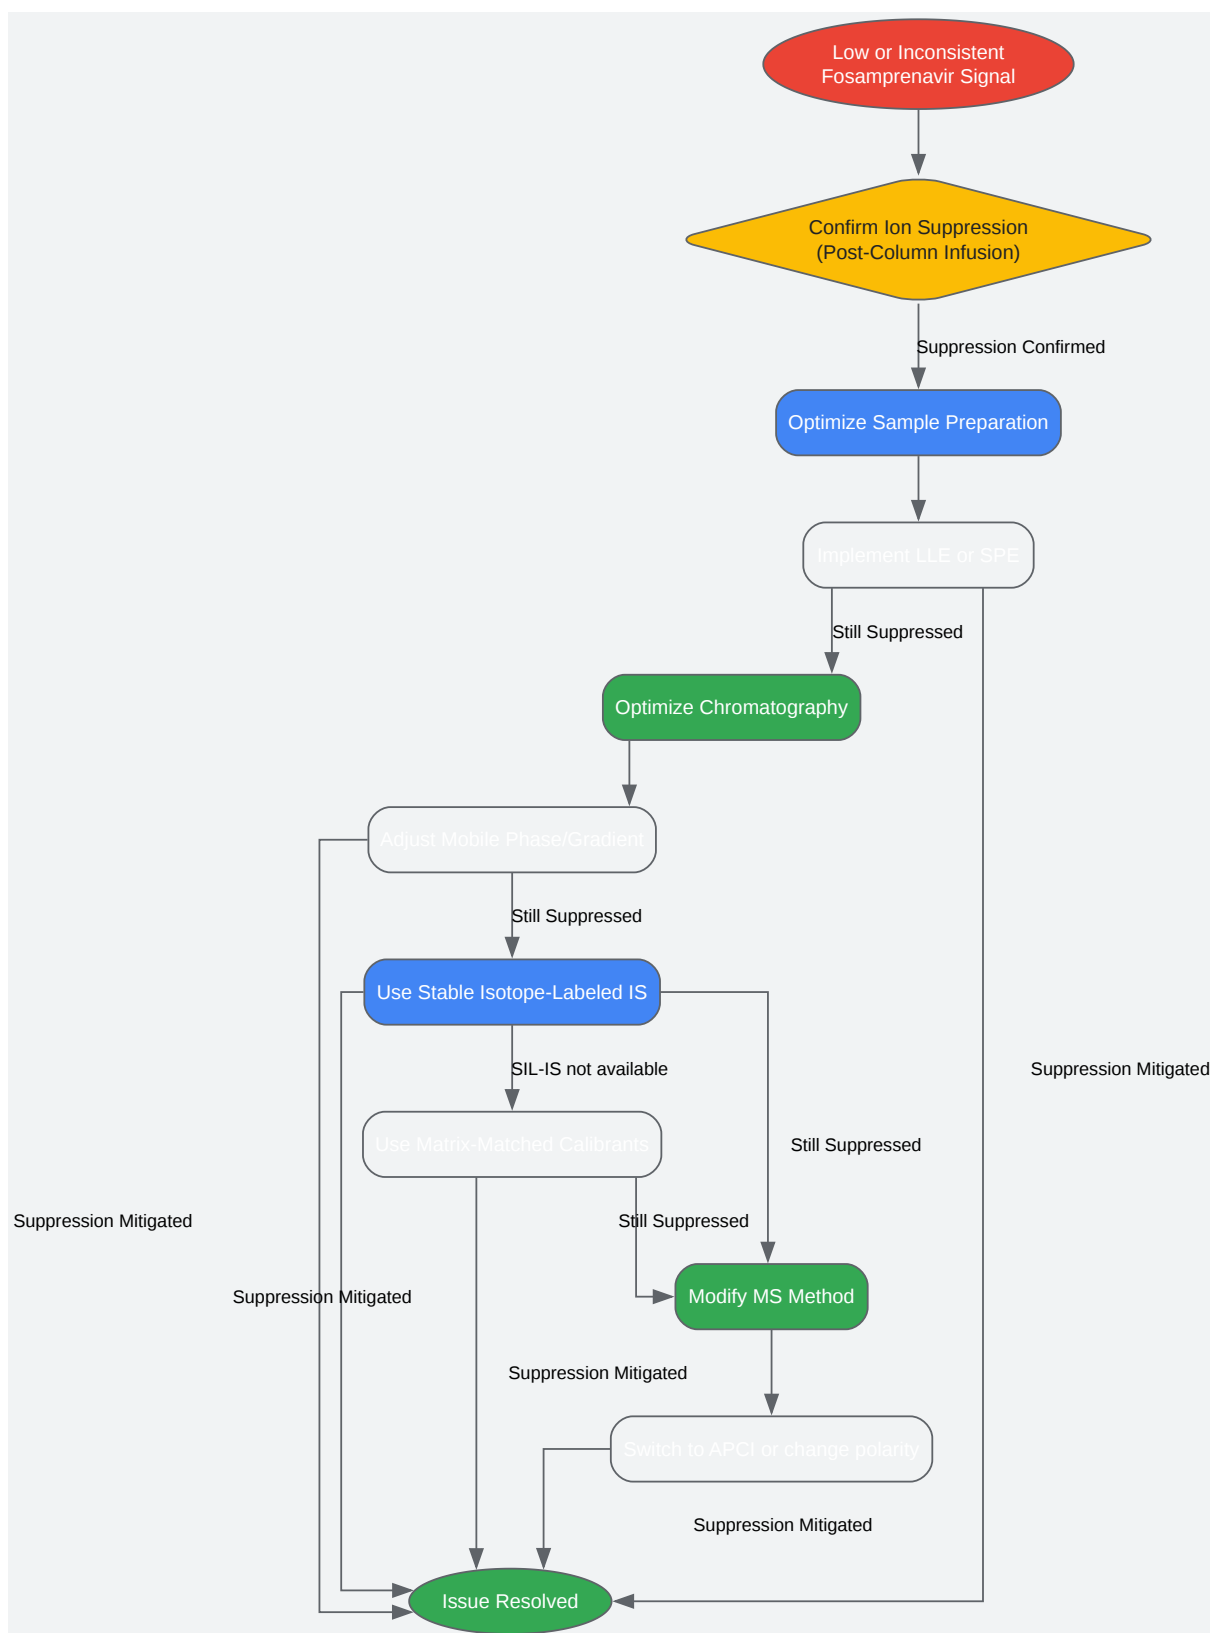 Low or Inconsistent
Fosamprenavir Signal
Confirm Ion Suppression
(Post-Column Infusion)
Suppression Confirmed
Optimize Sample Preparation
Implement LLE or SPE
Still Suppressed
Optimize Chromatography
Adjust Mobile Phase/Gradient
Still Suppressed
Use Stable Isotope-Labeled IS
SIL-IS not available
Suppression Mitigated
Use Matrix-Matched Calibrants
Still Suppressed
Suppression Mitigated
Still Suppressed
Suppression Mitigated
Modify MS Method
Suppression Mitigated
Switch to APCI or change polarity
Suppression Mitigated
Issue Resolved